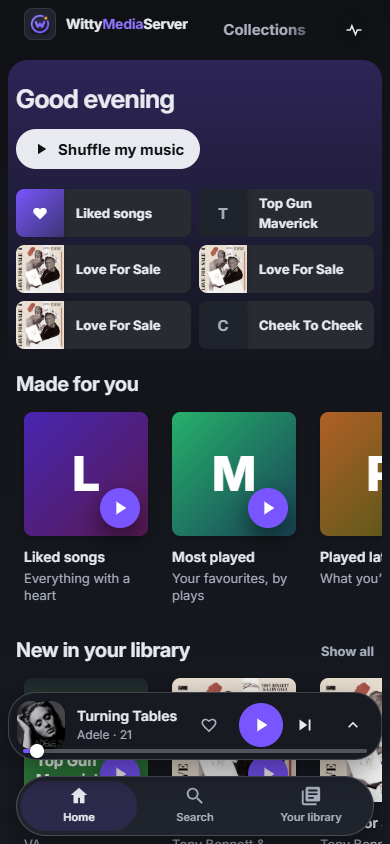 WittyMediaServer
Collections
Good evening
Shuffle my music
Liked songs
T
Top Gun
Maverick
Love For Sale
Love For Sale
Love For Sale
C
Cheek To Cheek
Made for you
L
M
Liked songs
Most played
Everything with a
heart
Your favourites, by
plays
What you'
New in your library
Show all
Turning Tables
Adele · 21
Top Gun
Home
Search
Your library
VA
Tony Bennett &